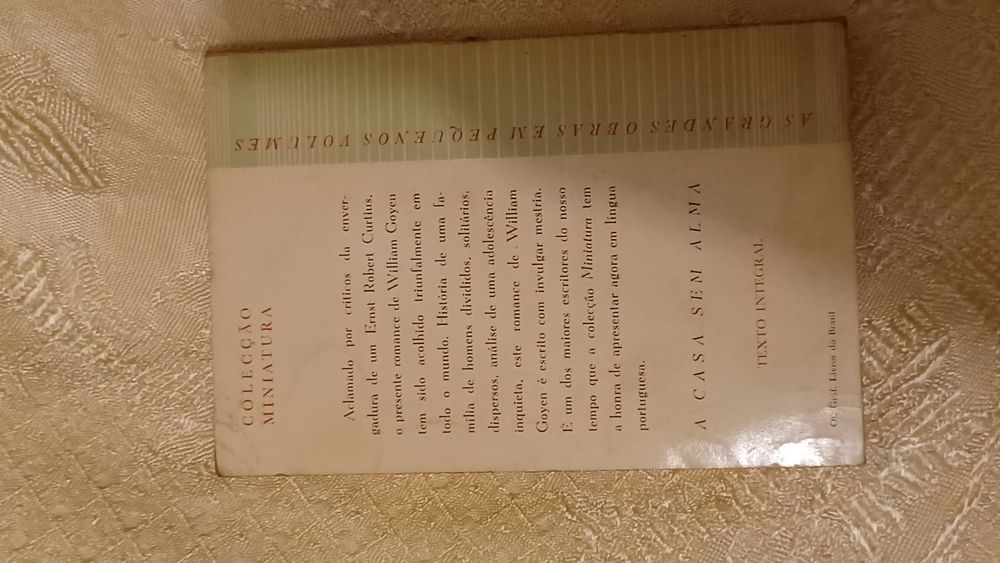 COLECÇÃO
MINIATURA
Aclamado por críticos da enver-
gadura de um Ernst Robert Curtius,
o presente romance de William Goyen
tem sido acolhido triunfalmente em
todo o mundo. História de uma fa-
mília de homens divididos, solitários,
dispersos, análise de uma adolescência
inquieta, este romance de William
Goyen é escrito com invulgar mestria.
É um dos maiores escritores do nosso
tempo que a colecção Miniatura tem
a honra de apresentar agora em língua
portuguesa.
A CASA SEM ALMA
TEXTO INTEGRAL
Of. Gráf. Livros do Brasil
AS GRANDES OBRAS EM PEQUENOS VOLUMES